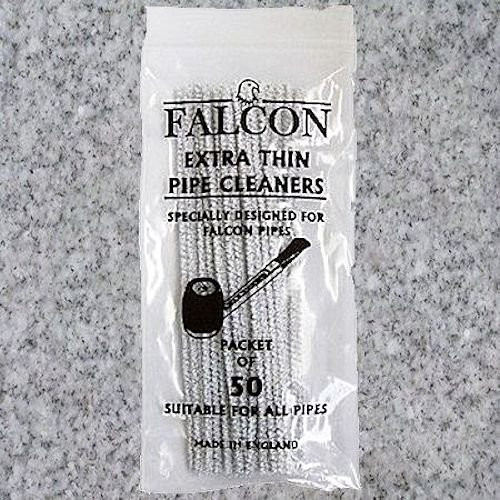 FALCON
EXTRA THIN
PIPE CLEANERS
SPECIALLY DESIGNED FOR
FALCON PIPES
PACKET
OF
50
SUITABLE FOR ALL PIPES
MADE IN ENGLAND